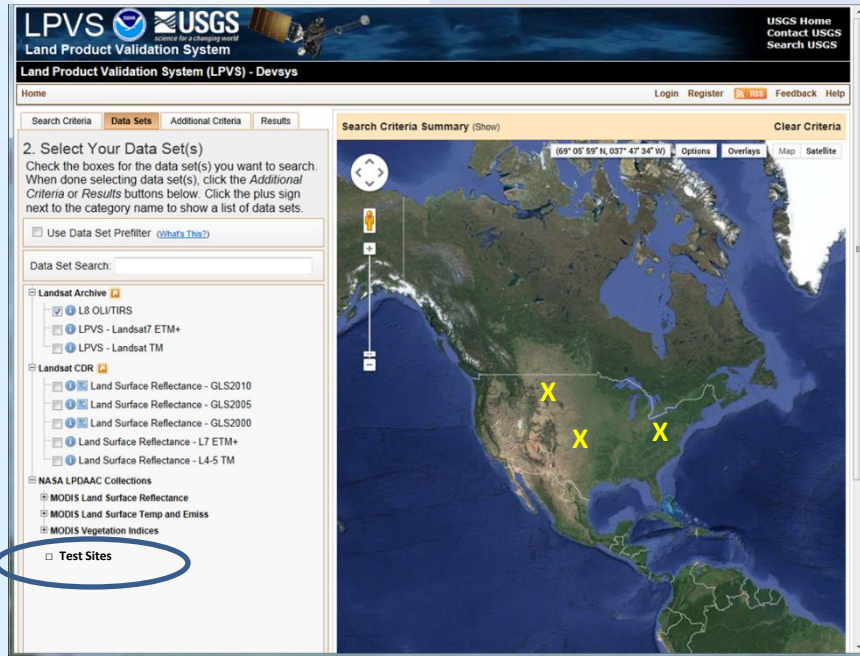 LPVS NOAA USGS
science for a changing world
Land Product Validation System
USGS Home
Contact USGS
Search USGS
Land Product Validation System (LPVS) - Devsys
Home
Login Register RSS Feedback Help
Search Criteria Data Sets Additional Criteria Results
2. Select Your Data Set(s)
Check the boxes for the data set(s) you want to search.
When done selecting data set(s), click the Additional
Criteria or Results buttons below. Click the plus sign
next to the category name to show a list of data sets.
Use Data Set Prefilter (What's This?)
Data Set Search:
Landsat Archive
L8 OLI/TIRS
LPVS - Landsat7 ETM+
LPVS - Landsat TM
Landsat CDR
Land Surface Reflectance - GLS2010
Land Surface Reflectance - GLS2005
Land Surface Reflectance - GLS2000
Land Surface Reflectance - L7 ETM+
Land Surface Reflectance - L4-5 TM
NASA LPDAAC Collections
MODIS Land Surface Reflectance
MODIS Land Surface Temp and Emiss
MODIS Vegetation Indices
Test Sites
Search Criteria Summary (Show)
Clear Criteria
(69° 05' 59" N, 037° 47' 34" W) Options Overlays Map Satellite
X
X
X